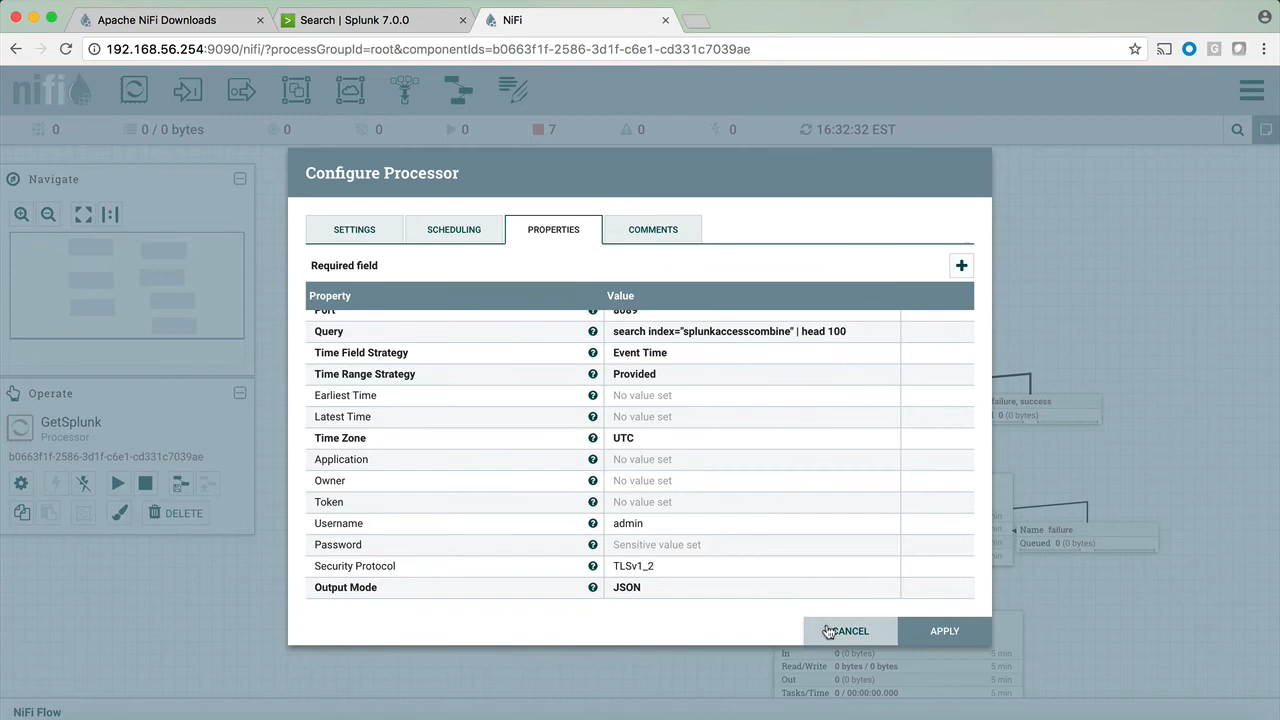 Apache NiFi Downloads
Search | Splunk 7.0.0
NiFi
192.168.56.254:9090/nifi/?processGroupId=root&componentIds=b0663f1f-2586-3d1f-c6e1-cd331c7039ae
nifi
0
0 / 0 bytes
0
0
0
7
0
0
16:32:32 EST
Navigate
Operate
GetSplunk
Processor
b0663f1f-2586-3d1f-c6e1-cd331c7039ae
DELETE
Configure Processor
SETTINGS
SCHEDULING
PROPERTIES
COMMENTS
Required field
Property Value
Port 8089
Query search index="splunkaccesscombine" | head 100
Time Field Strategy Event Time
Time Range Strategy Provided
Earliest Time No value set
Latest Time No value set
Time Zone UTC
Application No value set
Owner No value set
Token No value set
Username admin
Password Sensitive value set
Security Protocol TLSv1_2
Output Mode JSON
CANCEL
APPLY
failure, success
0 (0 bytes)
Name failure
Queued 0 (0 bytes)
In 0 (0 bytes) 5 min
Read/Write 0 bytes / 0 bytes 5 min
Out 0 (0 bytes) 5 min
Tasks/Time 0 / 00:00:00.000 5 min
NiFi Flow